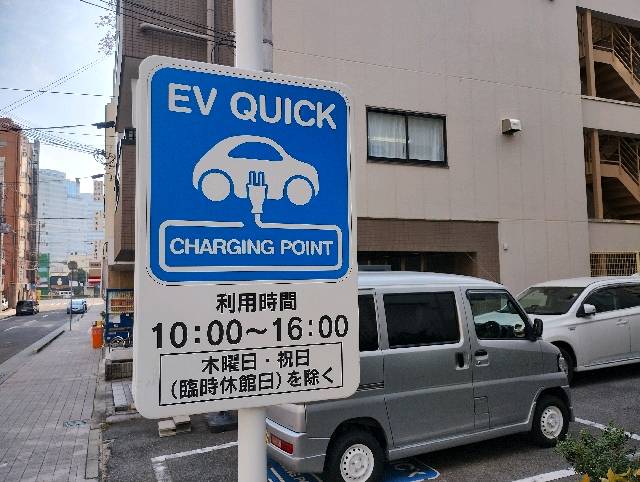 EV QUICK
CHARGING POINT
利用時間
10:00～16:00
木曜日・祝日
(臨時休館日)を除く